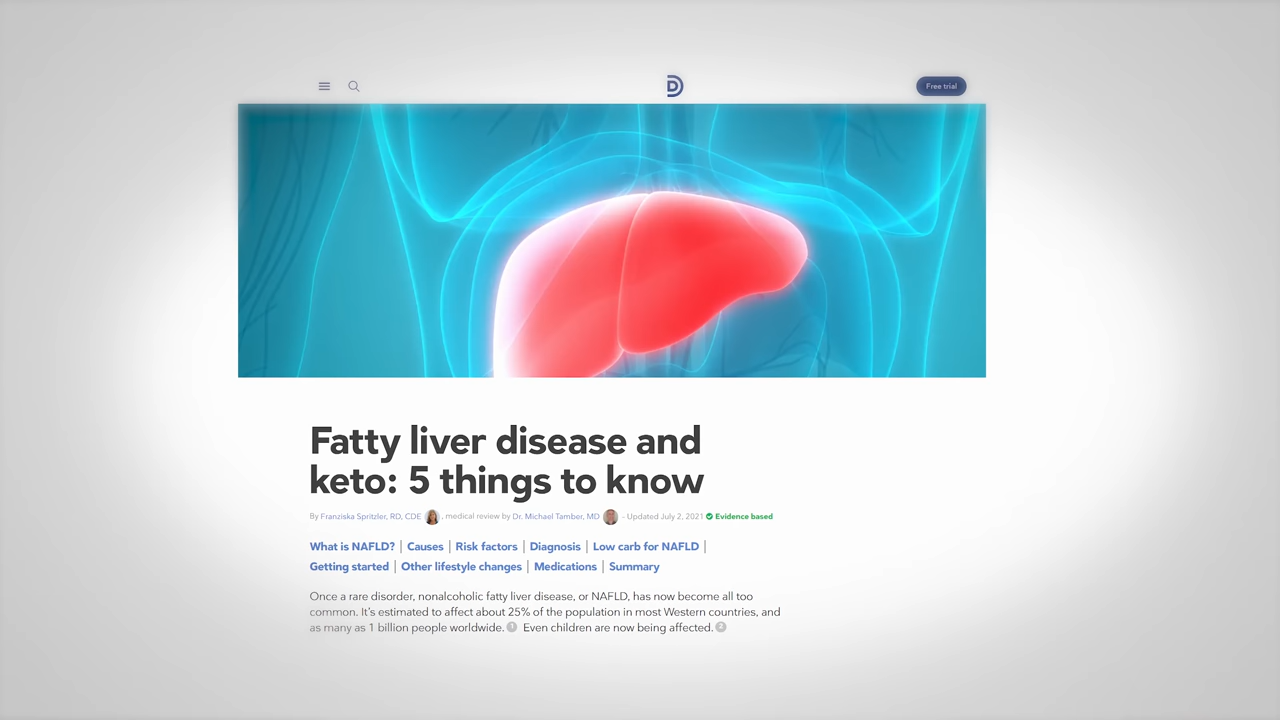 D
Free trial
Fatty liver disease and
keto: 5 things to know
By Franziska Spritzler, RD, CDE , medical review by Dr. Michael Tamber, MD - Updated July 2, 2021 Evidence based
What is NAFLD? | Causes | Risk factors | Diagnosis | Low carb for NAFLD |
Getting started | Other lifestyle changes | Medications | Summary
Once a rare disorder, nonalcoholic fatty liver disease, or NAFLD, has now become all too
common. It's estimated to affect about 25% of the population in most Western countries, and
as many as 1 billion people worldwide. 1 Even children are now being affected. 2